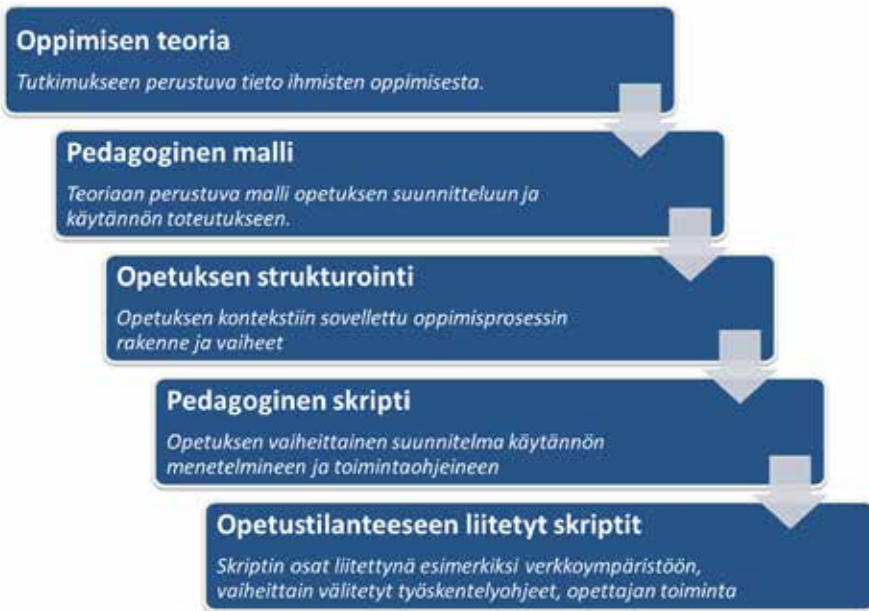 Oppimisen teoria
Tutkimukseen perustuva tieto ihmisten oppimisesta.
Pedagoginen malli
Teoriaan perustuva malli opetuksen suunnitteluun ja
käytännön toteutukseen.
Opetuksen strukturointi
Opetuksen kontekstiin sovellettu oppimisprosessin
rakenne ja vaiheet
Pedagoginen skripti
Opetuksen vaiheittainen suunnitelma käytännön
menetelmineen ja toimintaohjeineen
Opetustilanteeseen liitetyt skriptit
Skriptin osat liitettynä esimerkiksi verkkoympäristöön,
vaiheittain välitetyt työskentelyohjeet, opettajan toiminta